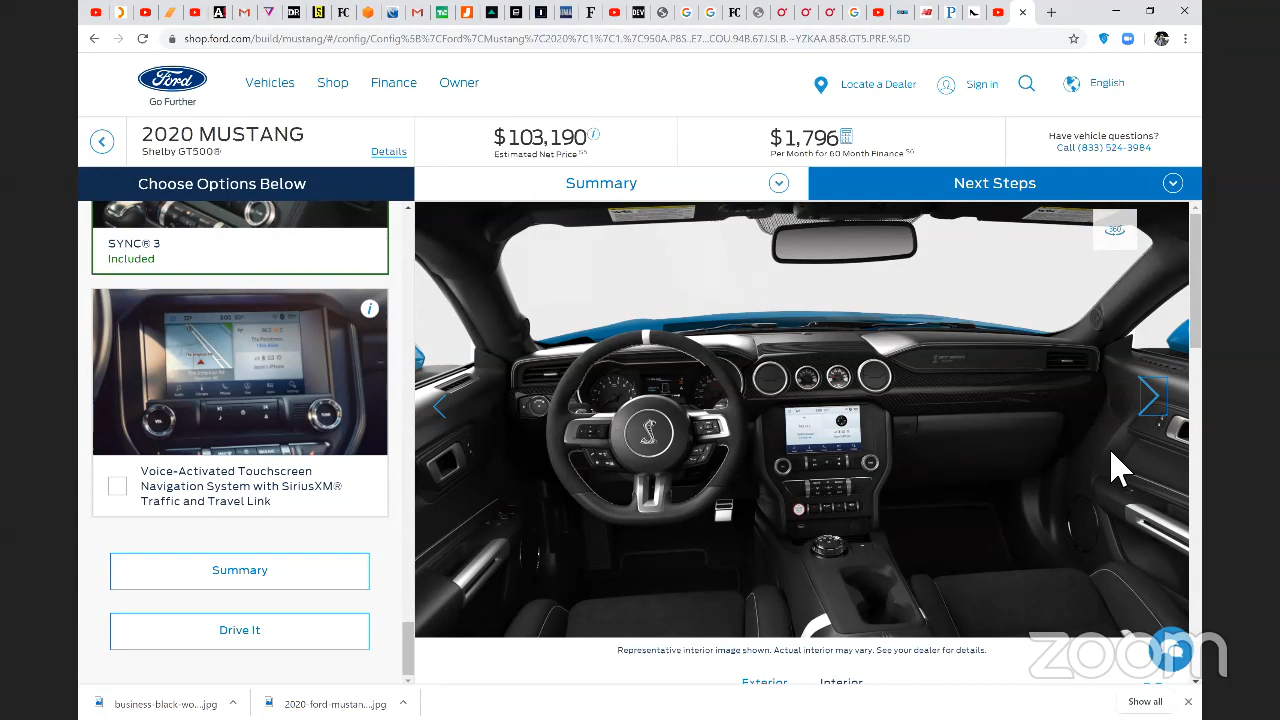 shop.ford.com/build/mustang/#/config/Config%5B%7CFord%7CMustang%7C2020%7C1%7C1.%7C950A.P8S..E7...COU.94B.67J.SLB.~YZKAA.858.GT5.PRE.%5D
Ford
Go Further
Vehicles Shop Finance Owner
Locate a Dealer Sign in English
2020 MUSTANG
Shelby GT500®
Details
$103,190
Estimated Net Price
$1,796
Per Month for 60 Month Finance
Have vehicle questions?
Call (833) 524-3984
Choose Options Below
Summary
Next Steps
SYNC® 3
Included
Voice-Activated Touchscreen
Navigation System with SiriusXM®
Traffic and Travel Link
Summary
Drive It
360°
Representative interior image shown. Actual interior may vary. See your dealer for details.
Exterior Interior
zoom
business-black-wo....jpg
2020-ford-mustan....jpg
Show all